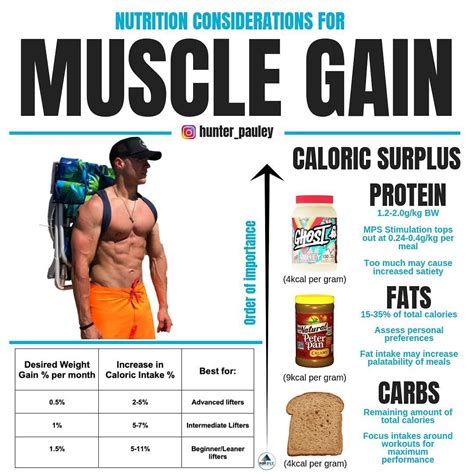 NUTRITION CONSIDERATIONS FOR
MUSCLE GAIN
hunter_pauley
CALORIC SURPLUS
PROTEIN
1.2-2.0g/kg BW
MPS Stimulation tops
out at 0.24-0.4g/kg per
meal
Too much may cause
increased satiety
GHOST
WHEY
(4kcal per gram)
Order of importance
FATS
15-35% of total calories
Assess personal
preferences
Fat intake may increase
palatability of meals
Natural
Peter
Pan
(9kcal per gram)
CARBS
Remaining amount of
total calories
Focus intakes around
workouts for
maximum
performance
(4kcal per gram)
Desired Weight
Gain % per month
Increase in
Caloric Intake %
Best for:
0.5%
2-5%
Advanced lifters
1%
5-7%
Intermediate Lifters
1.5%
5-11%
Beginner/Leaner
lifters